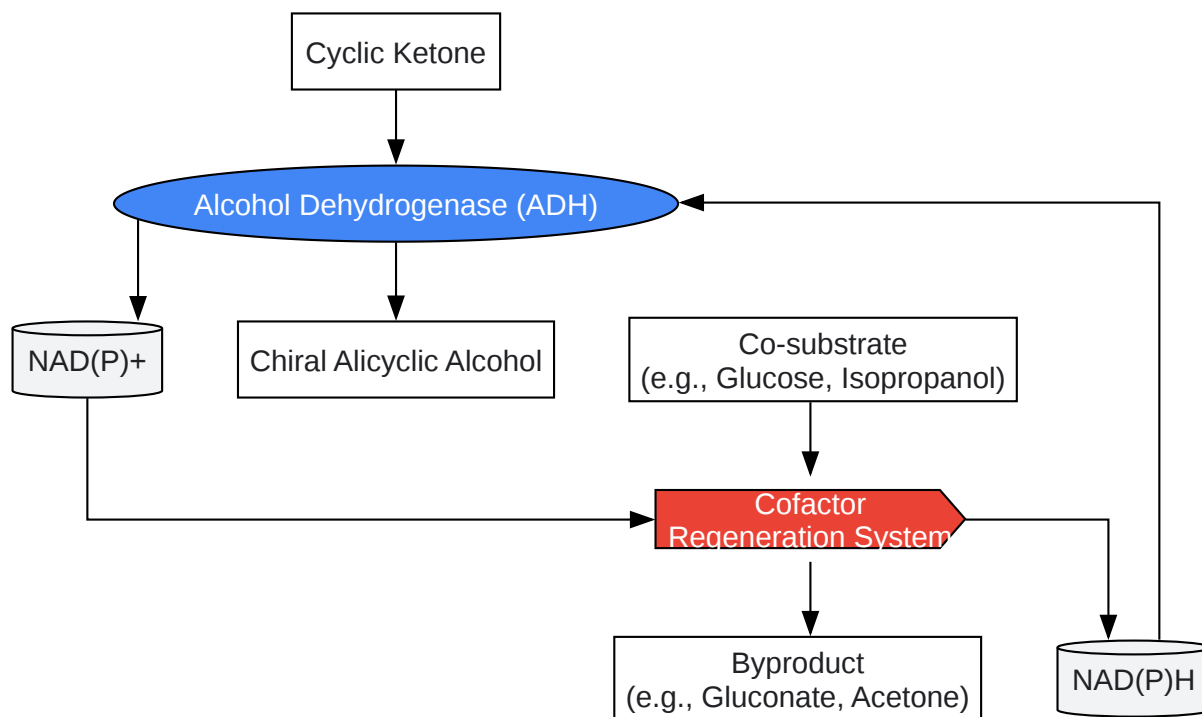 Cyclic Ketone
Alcohol Dehydrogenase (ADH)
NAD(P)+
Chiral Alicyclic Alcohol
Co-substrate
(e.g., Glucose, Isopropanol)
Cofactor
Regeneration System
Byproduct
(e.g., Gluconate, Acetone)
NAD(P)H